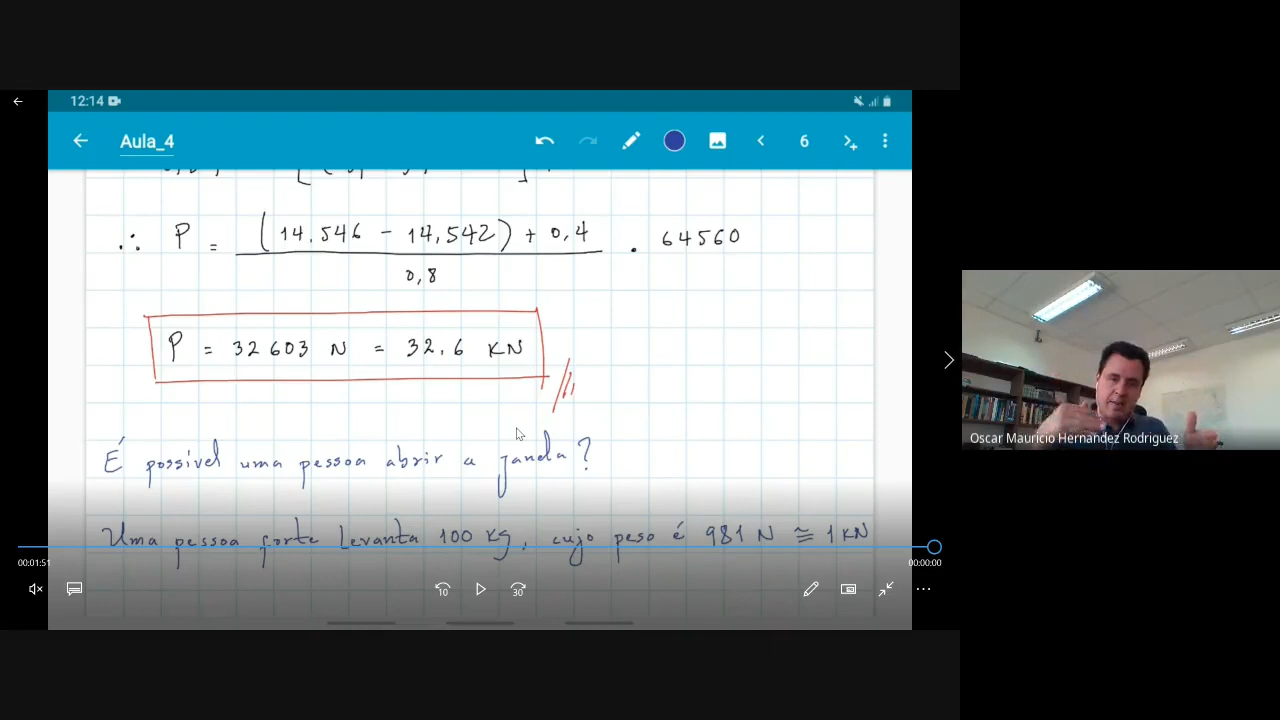 12:14
Aula_4
6
∴ P = (14,546 - 14,542) + 0,4 / 0,8 . 64560
P = 32603 N = 32.6 KN
É possível uma pessoa abrir a janela?
Uma pessoa forte Levanta 100 Kg, cujo peso é 981 N ≅ 1 KN
00:01:51
00:00:00
10
30
Oscar Mauricio Hernandez Rodriguez